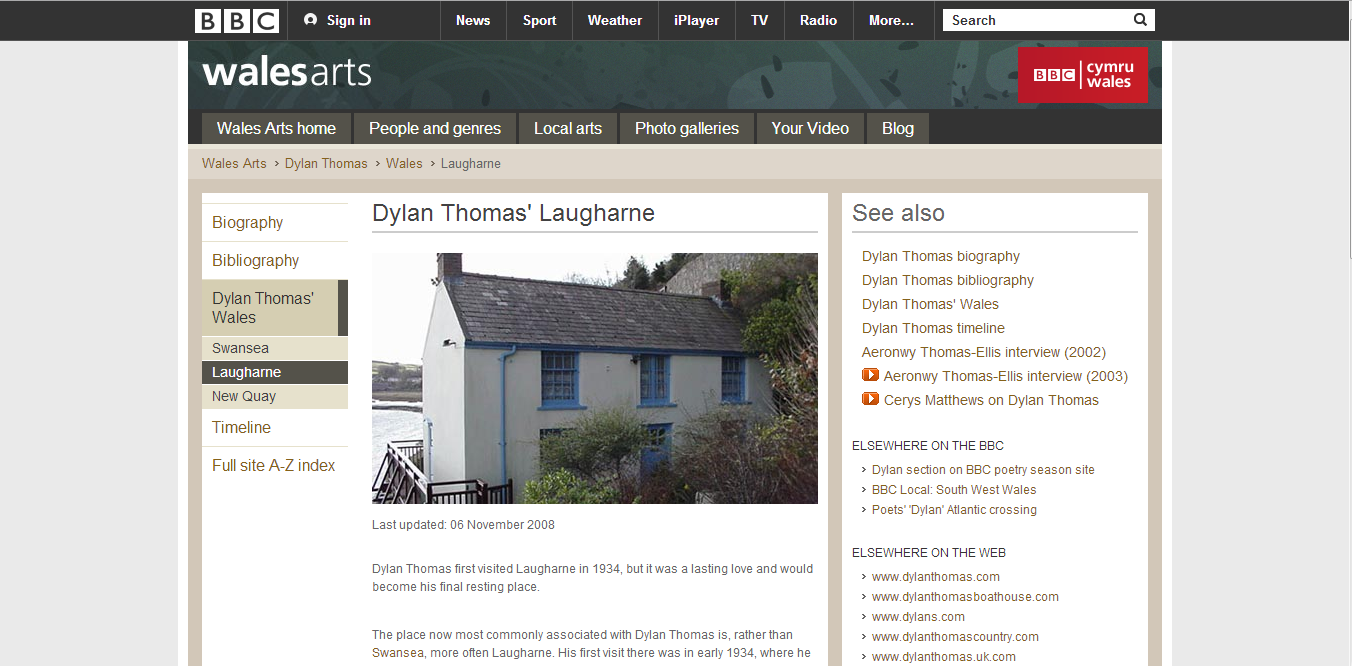 BBC Sign in News Sport Weather iPlayer TV Radio More... Search
walesarts
BBC cymru
wales
Wales Arts home People and genres Local arts Photo galleries Your Video Blog
Wales Arts › Dylan Thomas › Wales › Laugharne
Biography
Bibliography
Dylan Thomas'
Wales
Swansea
Laugharne
New Quay
Timeline
Full site A-Z index
Dylan Thomas' Laugharne
Last updated: 06 November 2008
Dylan Thomas first visited Laugharne in 1934, but it was a lasting love and would
become his final resting place.
The place now most commonly associated with Dylan Thomas is, rather than
Swansea, more often Laugharne. His first visit there was in early 1934, where he
See also
Dylan Thomas biography
Dylan Thomas bibliography
Dylan Thomas' Wales
Dylan Thomas timeline
Aeronwy Thomas-Ellis interview (2002)
Aeronwy Thomas-Ellis interview (2003)
Cerys Matthews on Dylan Thomas
ELSEWHERE ON THE BBC
› Dylan section on BBC poetry season site
› BBC Local: South West Wales
› Poets' 'Dylan' Atlantic crossing
ELSEWHERE ON THE WEB
› www.dylanthomas.com
› www.dylanthomasboathouse.com
› www.dylans.com
› www.dylanthomascountry.com
› www.dylanthomas.uk.com